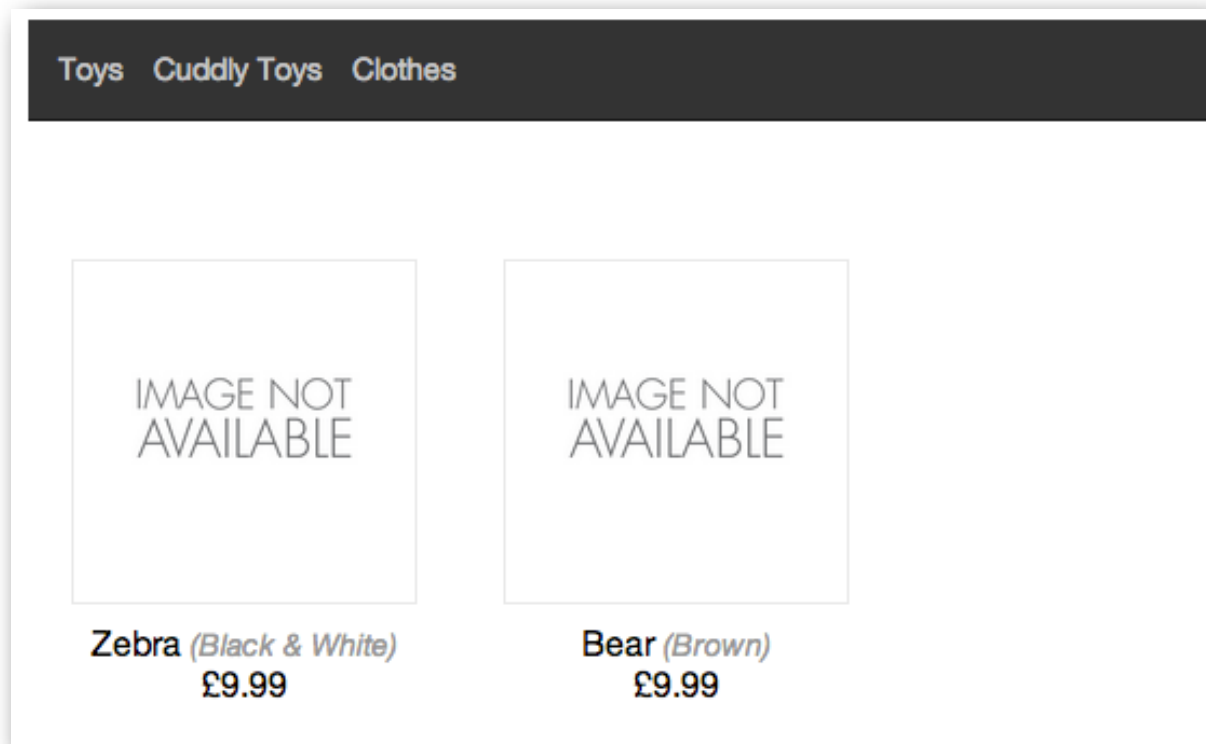 Toys Cuddly Toys Clothes
IMAGE NOT
AVAILABLE
Zebra (Black & White)
£9.99
IMAGE NOT
AVAILABLE
Bear (Brown)
£9.99